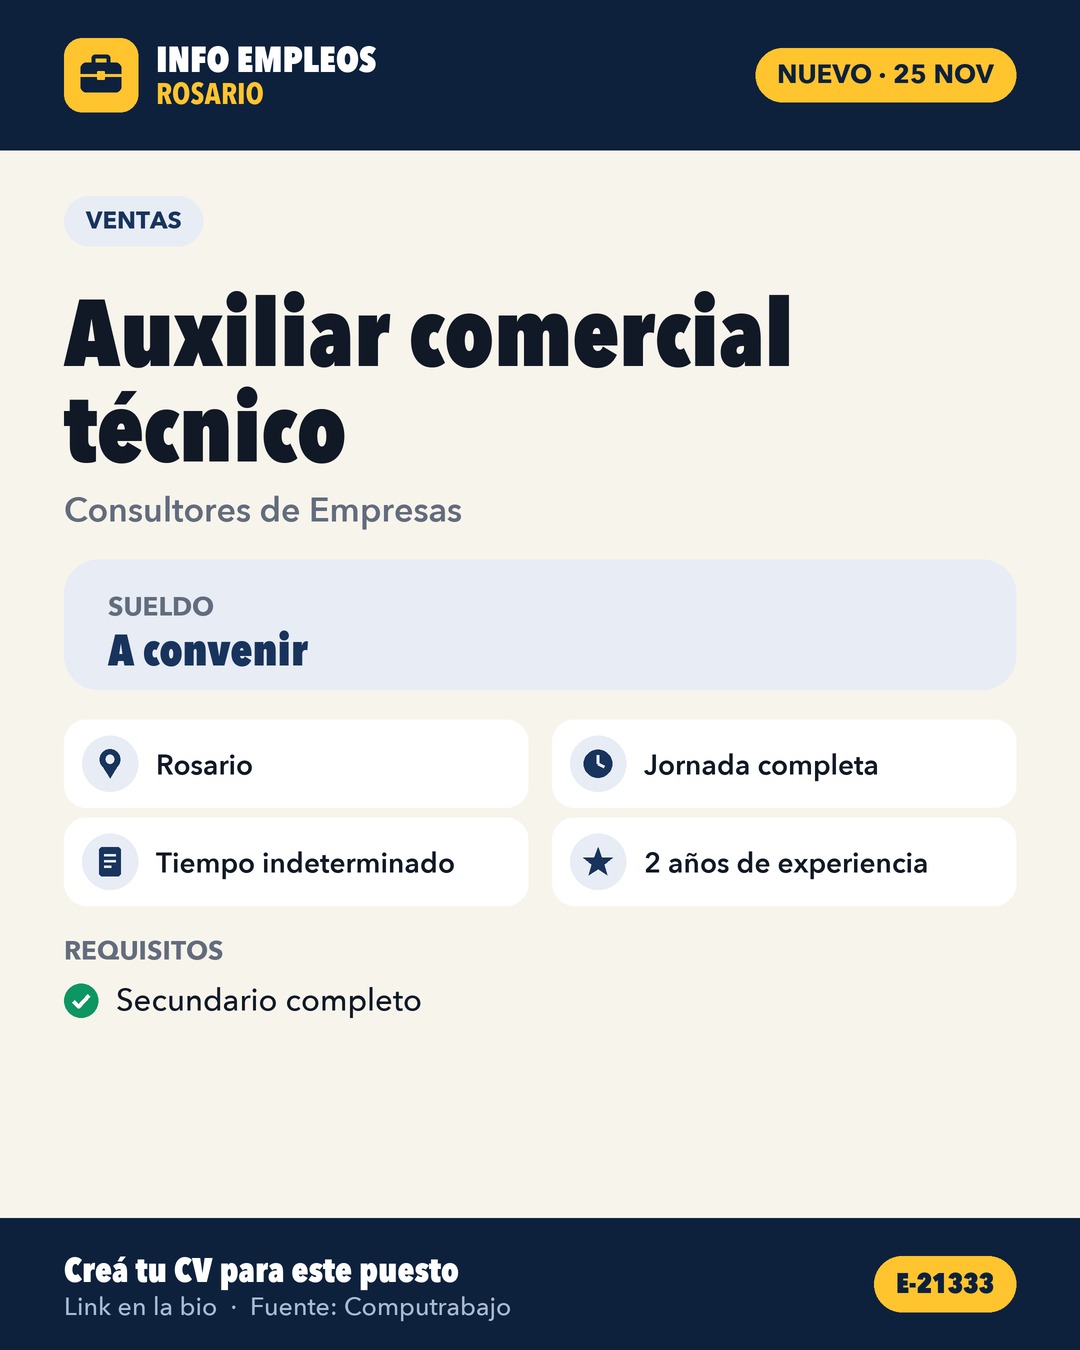 INFO EMPLEOS
ROSARIO
NUEVO · 25 NOV
VENTAS
Auxiliar comercial
técnico
Consultores de Empresas
SUELDO
A convenir
Rosario
Jornada completa
Tiempo indeterminado
2 años de experiencia
REQUISITOS
Secundario completo
Creá tu CV para este puesto
Link en la bio · Fuente: Computrabajo
E-21333